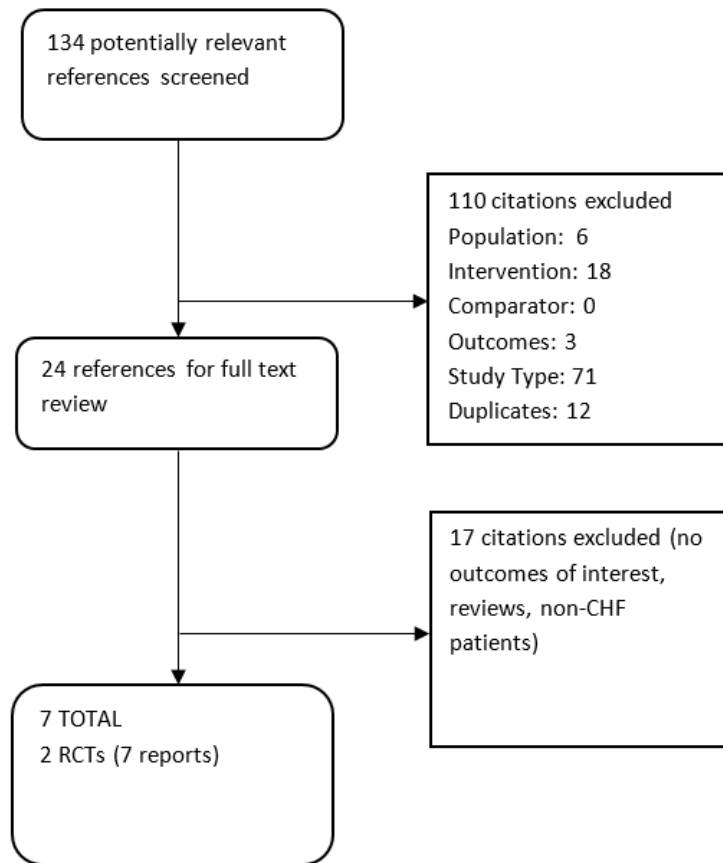 134 potentially relevant
references screened
110 citations excluded
Population: 6
Intervention: 18
Comparator: 0
Outcomes: 3
Study Type: 71
Duplicates: 12
24 references for full text
review
17 citations excluded (no
outcomes of interest,
reviews, non-CHF
patients)
7 TOTAL
2 RCTs (7 reports)